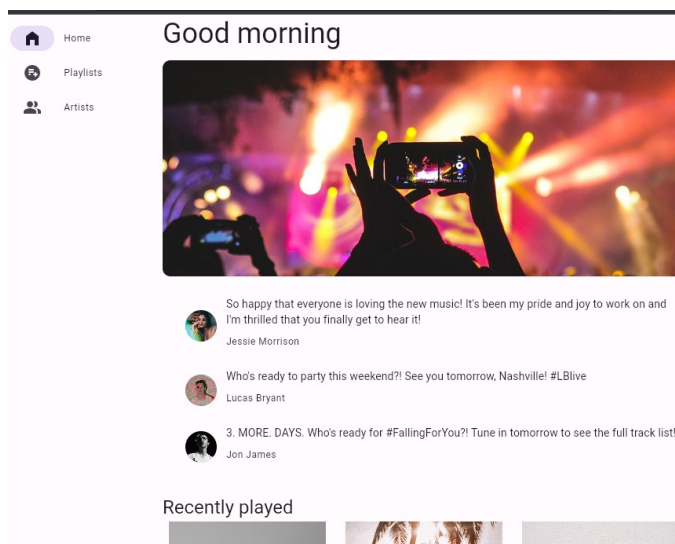 Good morning
Home
Playlists
Artists
So happy that everyone is loving the new music! It's been my pride and joy to work on and
I'm thrilled that you finally get to hear it!
Jessie Morrison
Who's ready to party this weekend?! See you tomorrow, Nashville! #LBlive
Lucas Bryant
3. MORE. DAYS. Who's ready for #FallingForYou?! Tune in tomorrow to see the full track list!
Jon James
Recently played